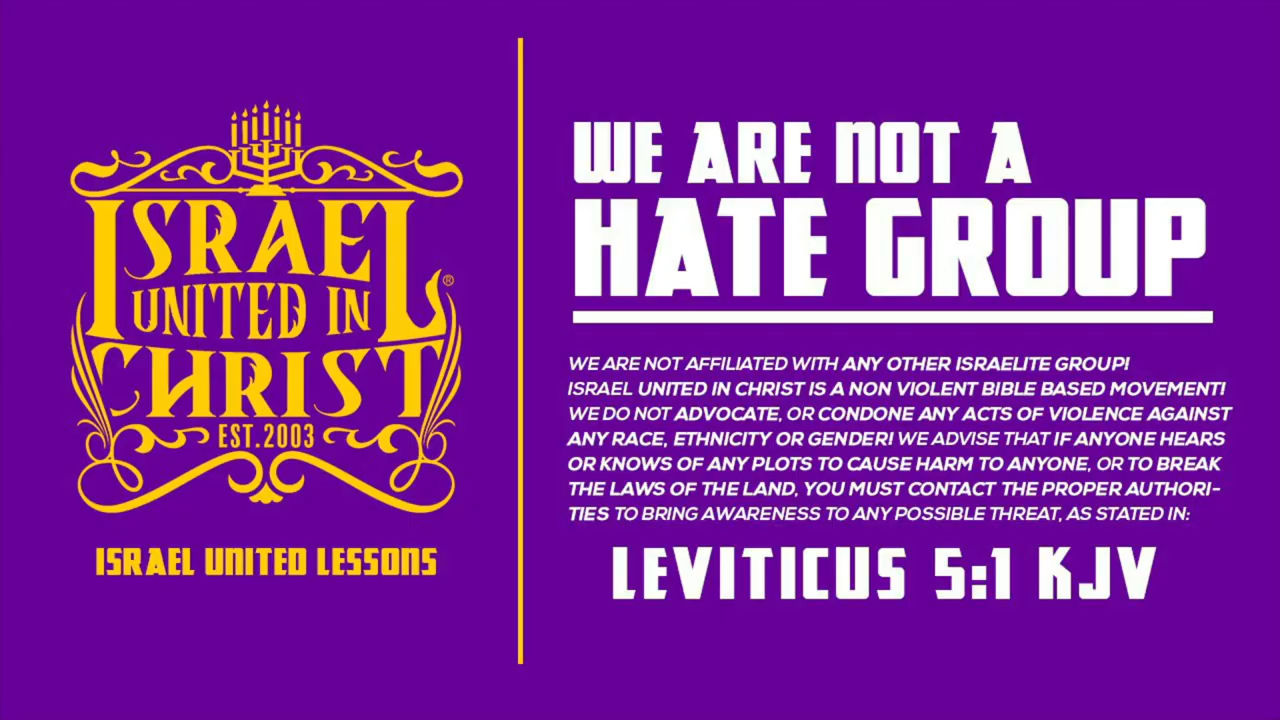 ISRAEL
UNITED IN
CHRIST
®
EST.2003
ISRAEL UNITED LESSONS
WE ARE NOT A
HATE GROUP
WE ARE NOT AFFILIATED WITH ANY OTHER ISRAELITE GROUP!
ISRAEL UNITED IN CHRIST IS A NON VIOLENT BIBLE BASED MOVEMENT!
WE DO NOT ADVOCATE, OR CONDONE ANY ACTS OF VIOLENCE AGAINST
ANY RACE, ETHNICITY OR GENDER! WE ADVISE THAT IF ANYONE HEARS
OR KNOWS OF ANY PLOTS TO CAUSE HARM TO ANYONE, OR TO BREAK
THE LAWS OF THE LAND, YOU MUST CONTACT THE PROPER AUTHORI-
TIES TO BRING AWARENESS TO ANY POSSIBLE THREAT, AS STATED IN:
LEVITICUS 5:1 KJV